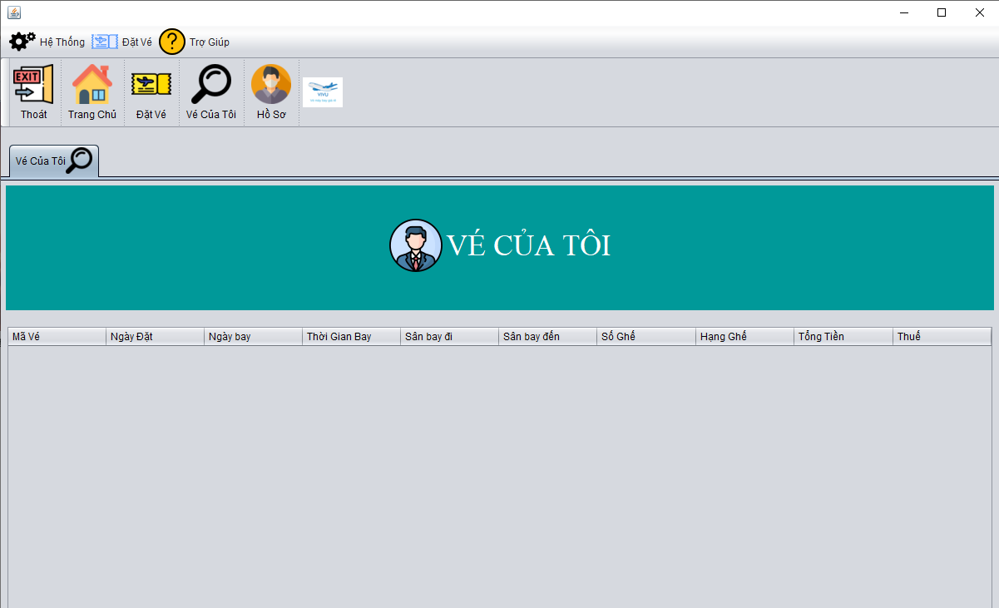 Hệ Thống Đặt Vé ? Trợ Giúp
EXIT
VIVU
Thoát Trang Chủ Đặt Vé Vé Của Tôi Hồ Sơ
Vé Của Tôi
VÉ CỦA TÔI
Mã Vé Ngày Đặt Ngày bay Thời Gian Bay Sân bay đi Sân bay đến Số Ghế Hạng Ghế Tổng Tiền Thuế